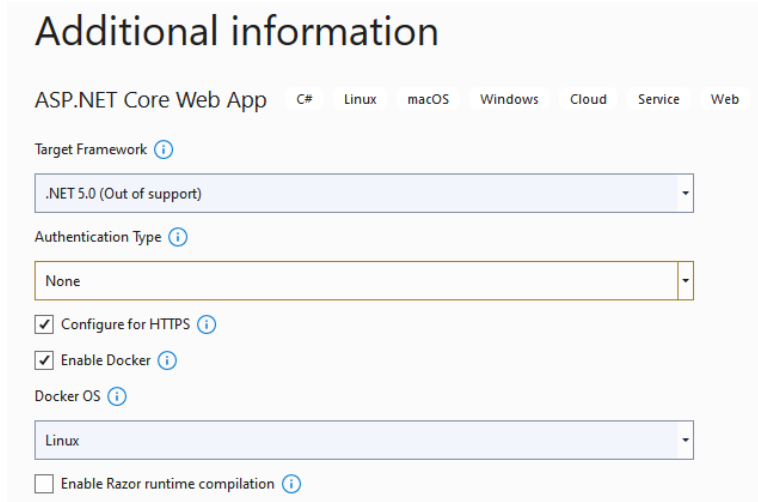 Additional information
ASP.NET Core Web App C# Linux macOS Windows Cloud Service Web
Target Framework
.NET 5.0 (Out of support)
Authentication Type
None
Configure for HTTPS
Enable Docker
Docker OS
Linux
Enable Razor runtime compilation